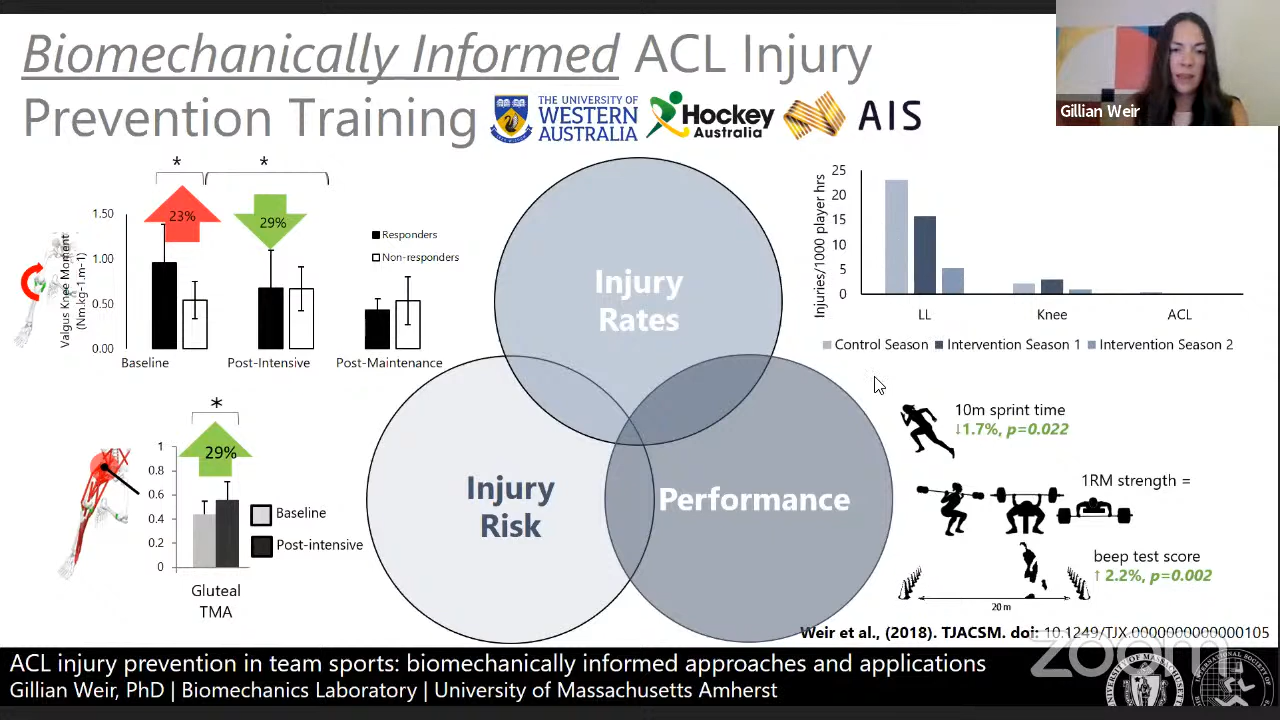 Biomechanically Informed ACL Injury
Prevention Training
THE UNIVERSITY OF
WESTERN
AUSTRALIA
Hockey
Australia
AIS
Gillian Weir
*
*
23%
29%
1.50
1.00
0.50
0.00
Valgus Knee Moment
(Nm.kg-1.m-1)
Responders
Non-responders
Baseline
Post-Intensive
Post-Maintenance
*
29%
1
0.8
0.6
0.4
0.2
0
Baseline
Post-intensive
Gluteal
TMA
Injury
Rates
Injury
Risk
Performance
25
20
15
10
5
0
Injuries/1000 player hrs
LL
Knee
ACL
Control Season
Intervention Season 1
Intervention Season 2
10m sprint time
↓1.7%, p=0.022
1RM strength =
beep test score
↑ 2.2%, p=0.002
20 m
Weir et al., (2018). TJACSM. doi: 10.1249/TJX.0000000000000105
zoom
ACL injury prevention in team sports: biomechanically informed approaches and applications
Gillian Weir, PhD | Biomechanics Laboratory | University of Massachusetts Amherst